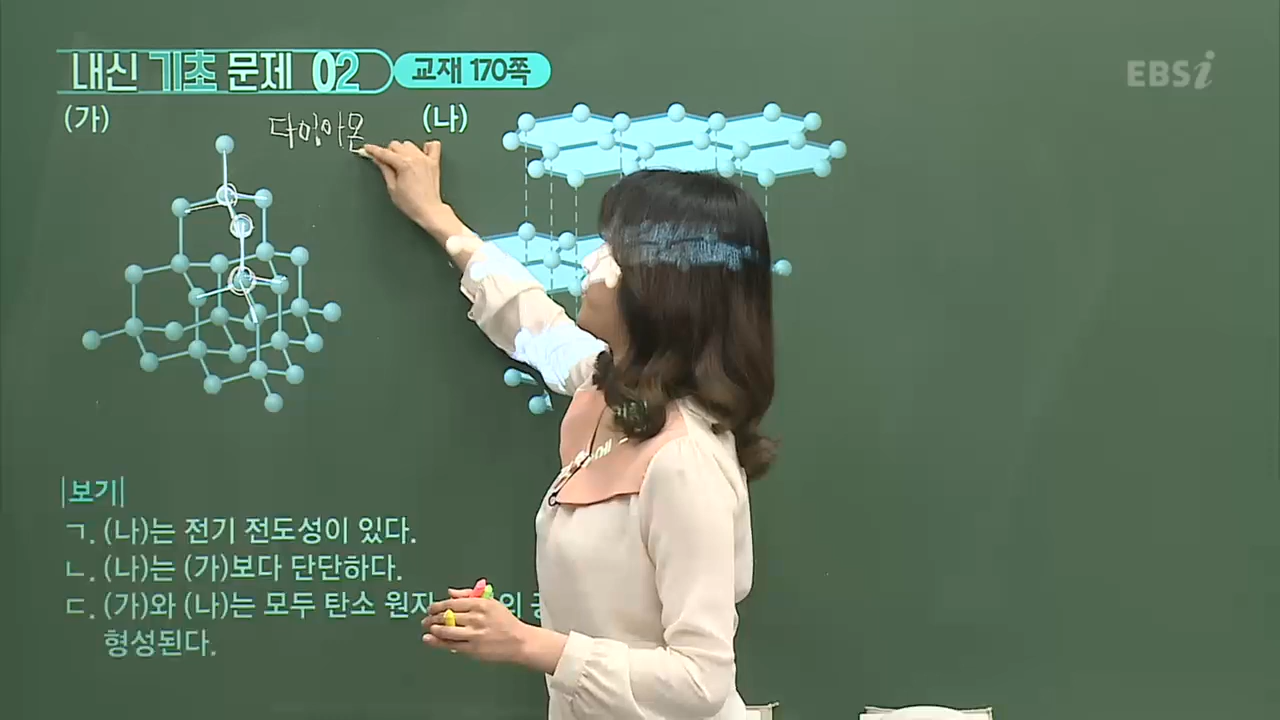 내신 기초 문제 02 교재 170쪽
EBSi
(가) 다이아몬 (나)
|보기|
ㄱ. (나)는 전기 전도성이 있다.
ㄴ. (나)는 (가)보다 단단하다.
ㄷ. (가)와 (나)는 모두 탄소 원자 의
형성된다.